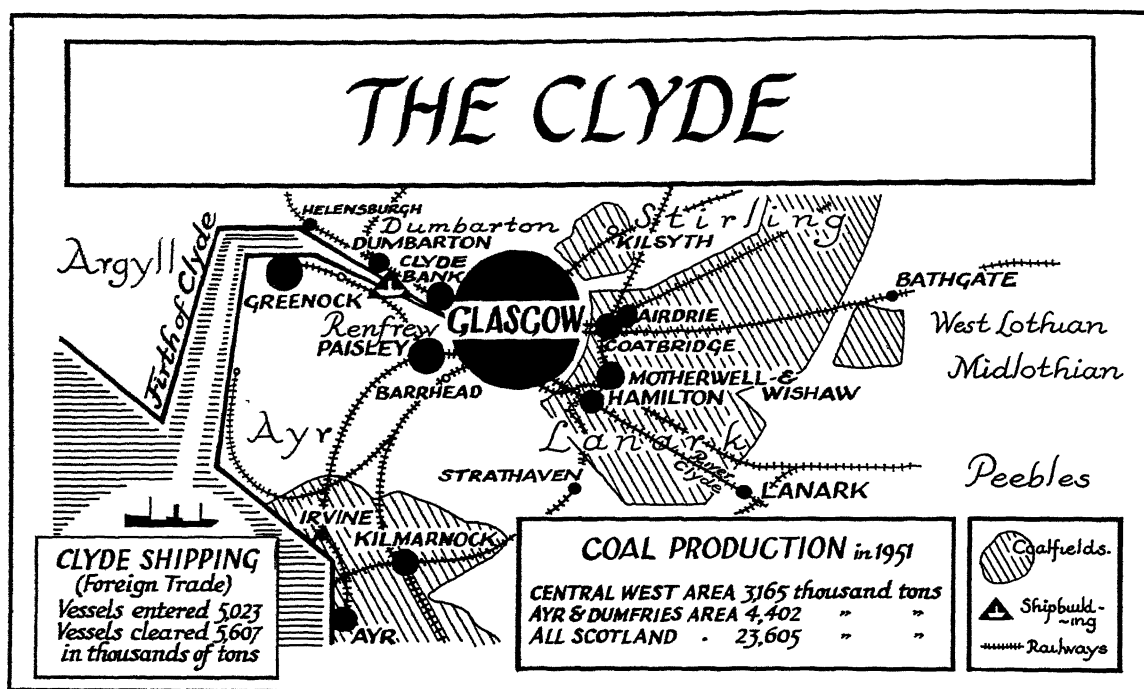 THE CLYDE
HELENSBURGH
Dumbarton
DUMBARTON
CLYDE
BANK
Stirling
KILSYTH
Argyll
Firth of Clyde
GREENOCK
BATHGATE
GLASGOW
AIRDRIE
COATBRIDGE
West Lothian
Midlothian
Renfrew
PAISLEY
BARRHEAD
MOTHERWELL-&
WISHAW
HAMILTON
Ayr
Lanark
River
Clyde
STRATHAVEN
LANARK
Peebles
IRVINE
KILMARNOCK
AYR
CLYDE SHIPPING
(Foreign Trade)
Vessels entered 5,023
Vessels cleared 5,607
in thousands of tons
COAL PRODUCTION in 1951
CENTRAL WEST AREA 3,165 thousand tons
AYR & DUMFRIES AREA 4,402 " "
ALL SCOTLAND . 23,605 " "
Coalfields.
Shipbuild-
-ing
Railways